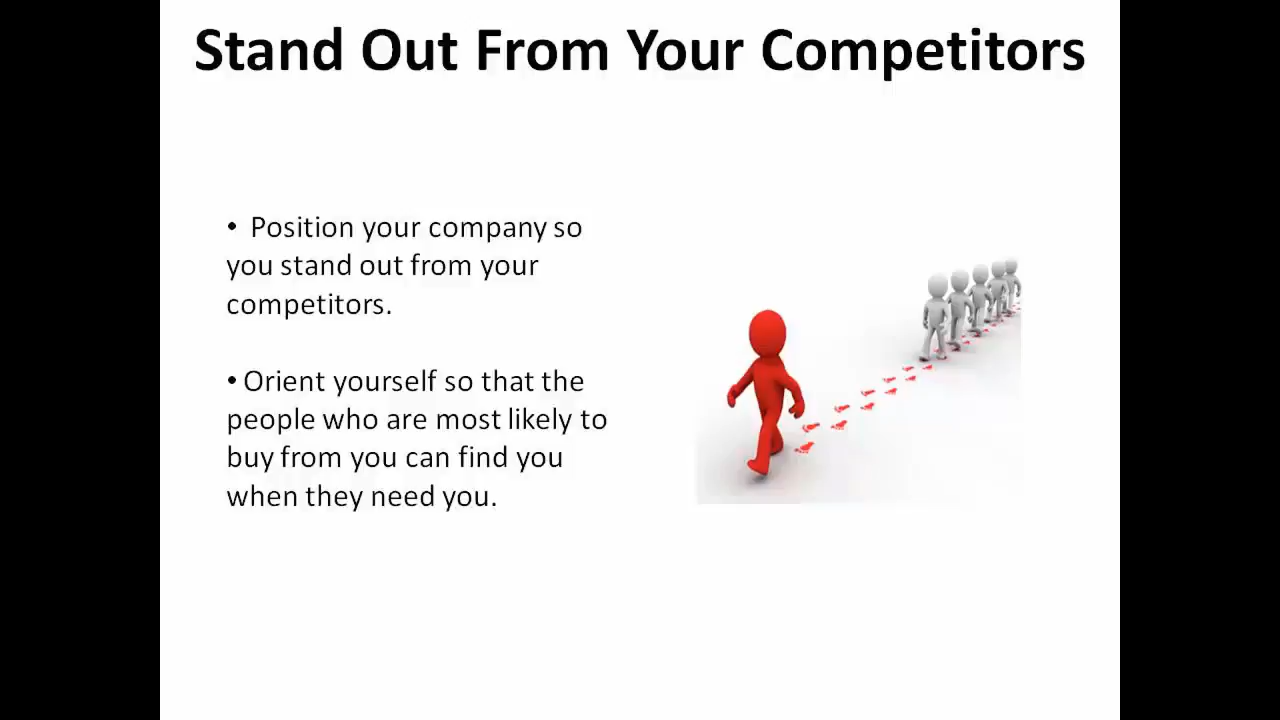 Stand Out From Your Competitors
• Position your company so
you stand out from your
competitors.
• Orient yourself so that the
people who are most likely to
buy from you can find you
when they need you.